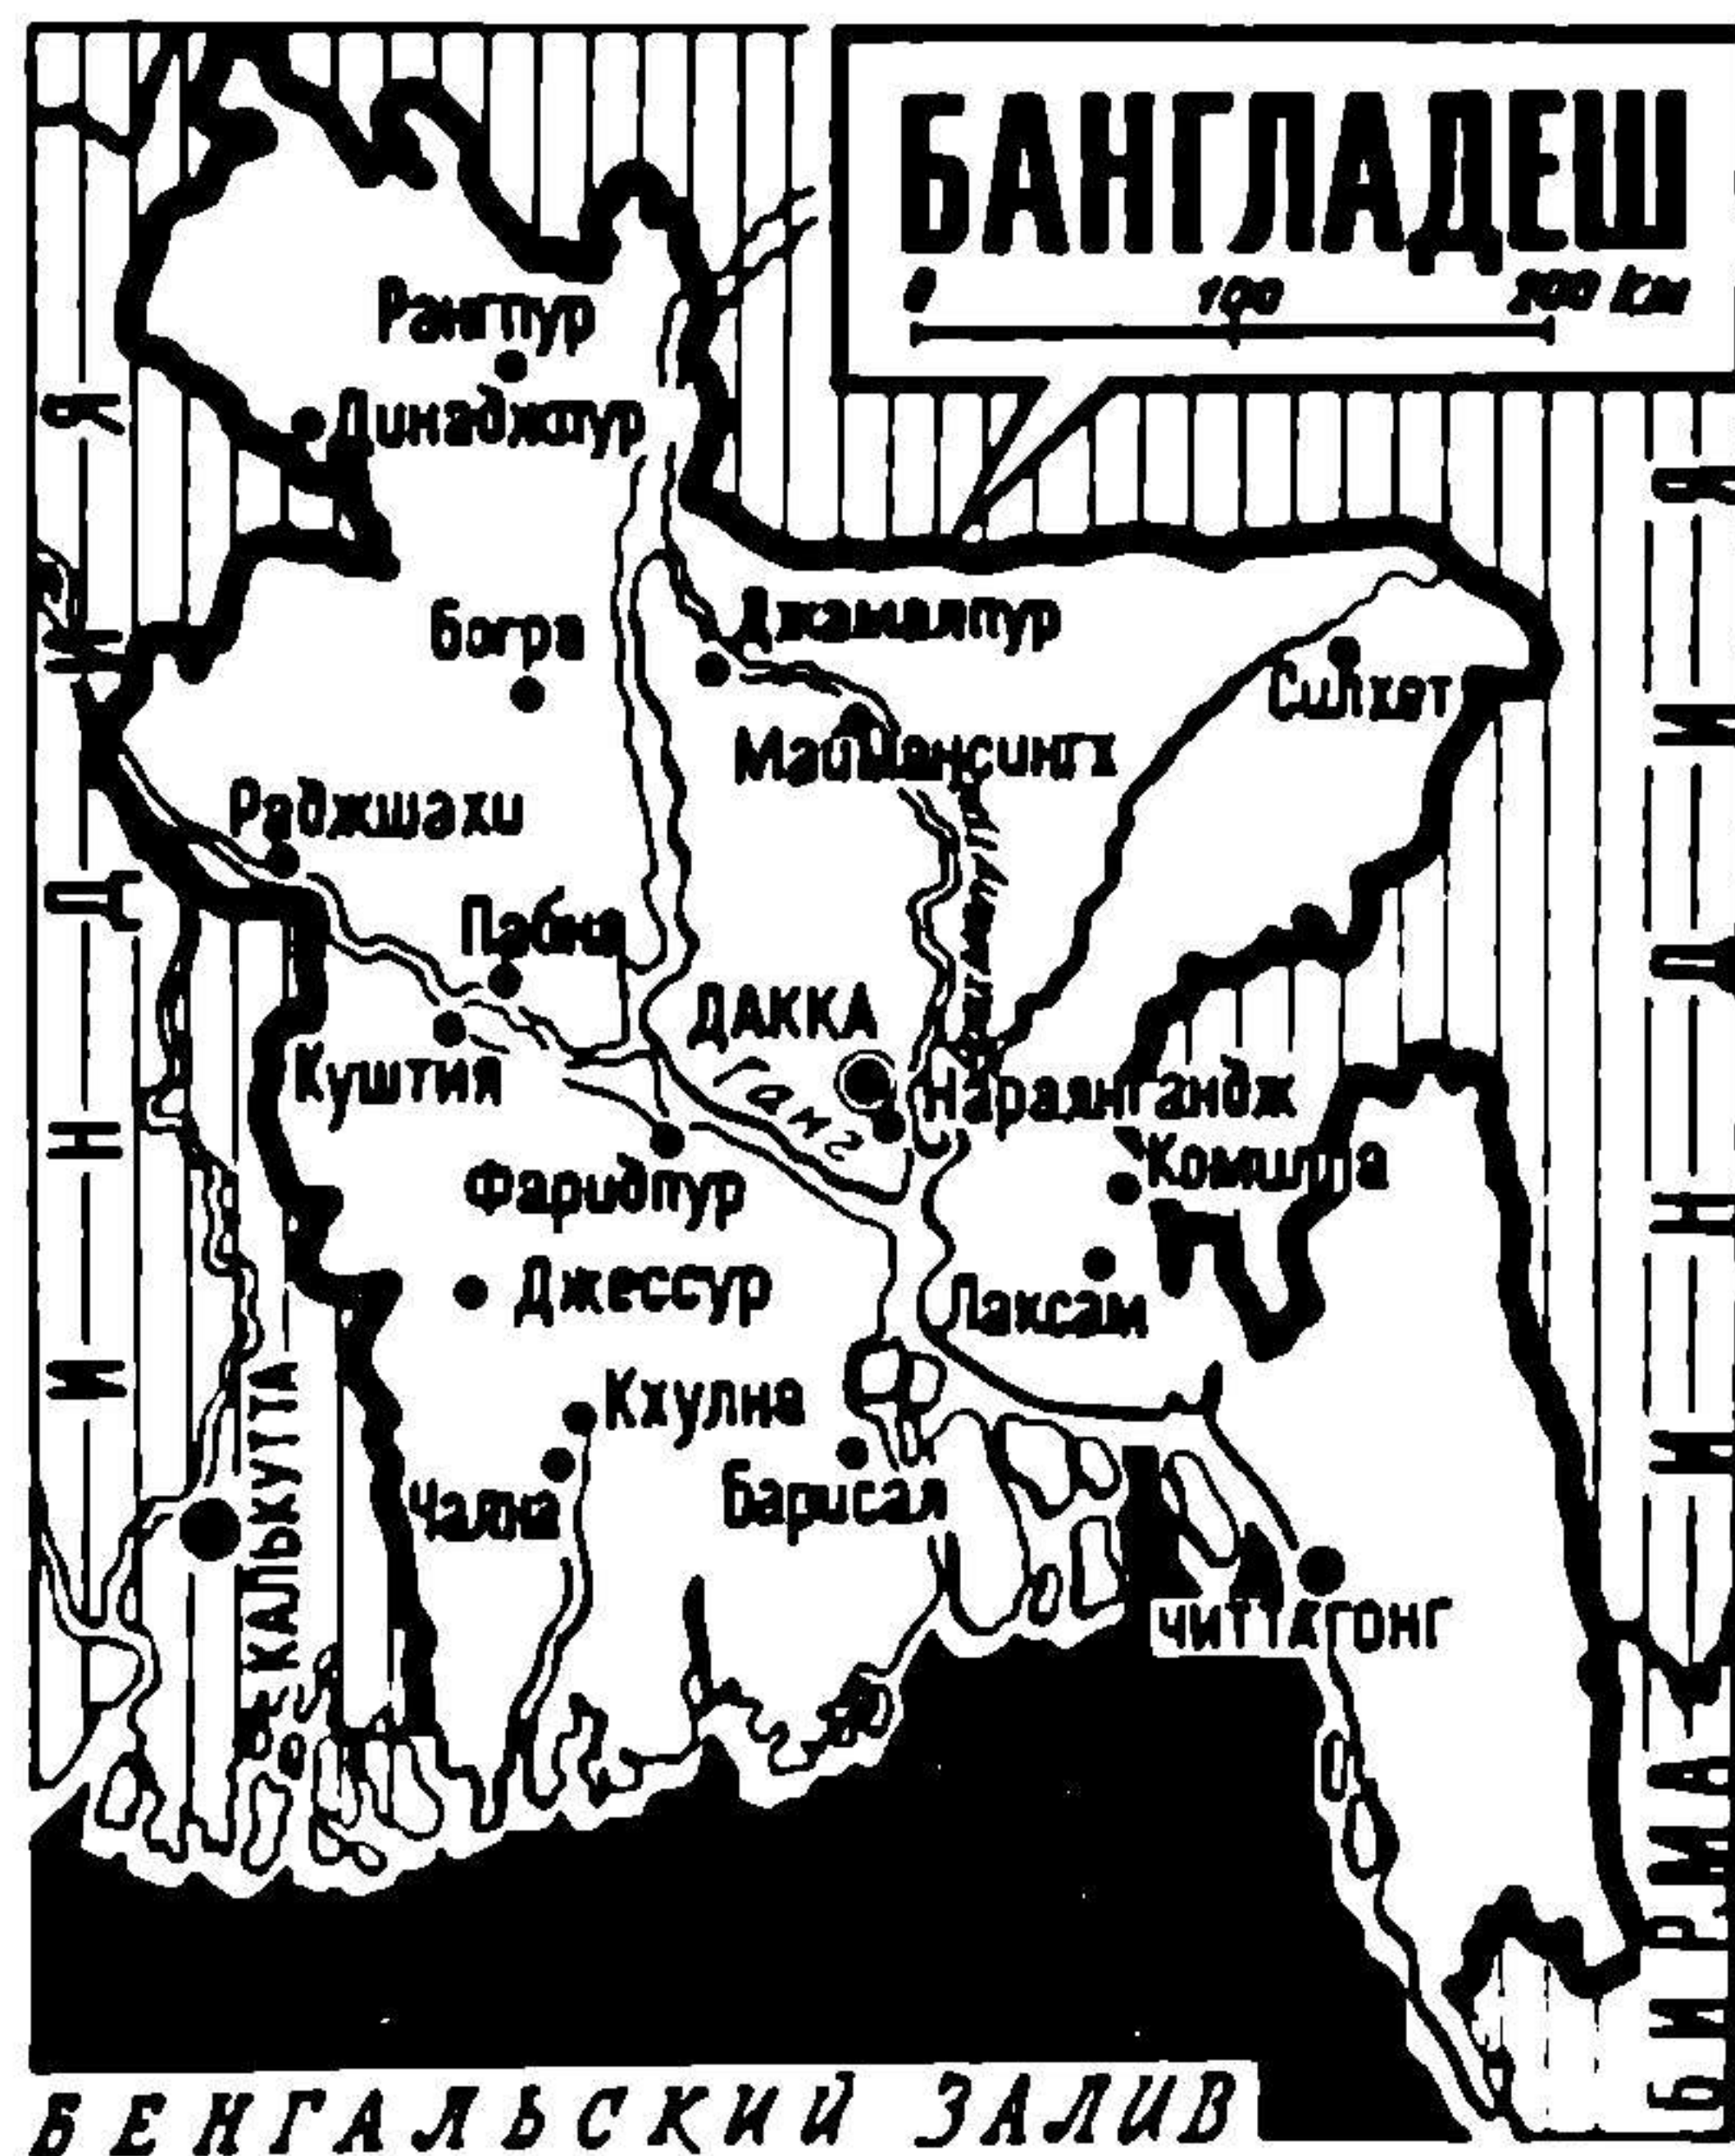 БАНГЛАДЕШ
0 100 200 км
Рангпур
Динаджпур
Богра
Джамалпур
Силхет
Майменсингх
Раджшахи
Пабна
ДАККА
Куштия
Ганг
Нараянгандж
Комилла
Фаридпур
Джессур
Лаксам
Кхулна
Чална
Барисал
КАЛЬКУТТА
ЧИТТАГОНГ
ИНДИЯ
ИНДИЯ
БИРМА
БЕНГАЛЬСКИЙ ЗАЛИВ